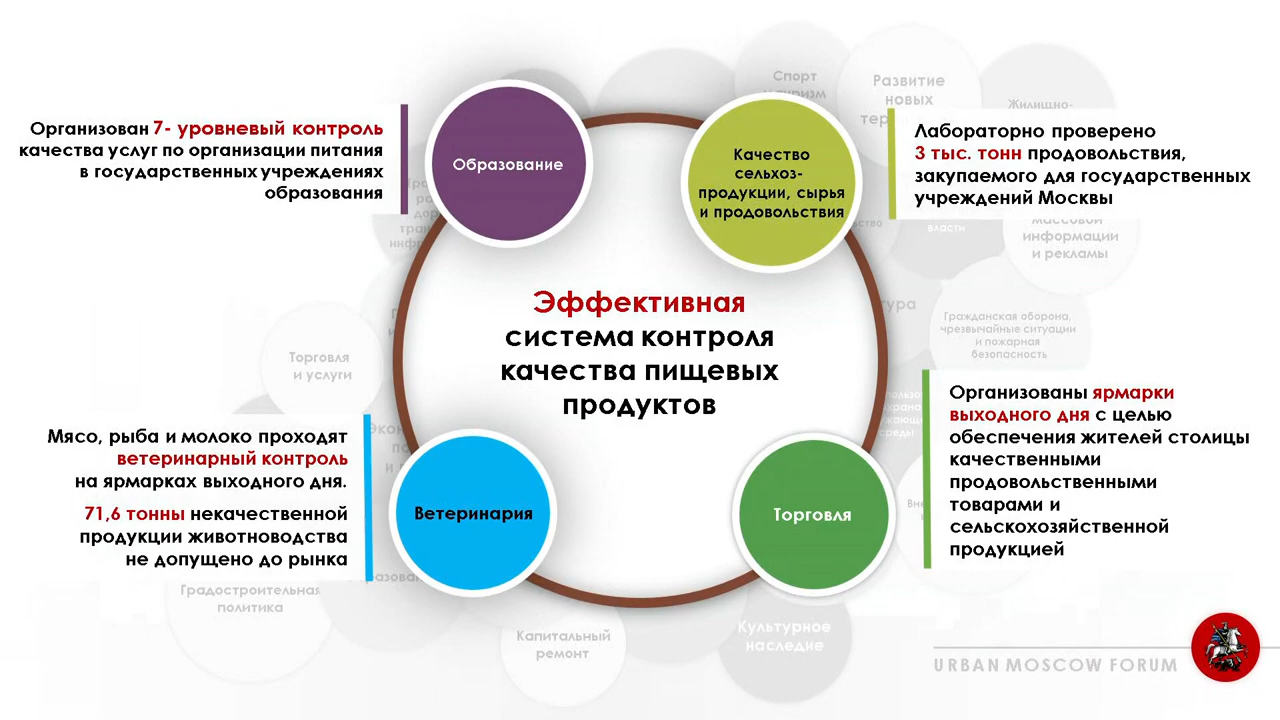 Организован 7- уровневый контроль
качества услуг по организации питания
в государственных учреждениях
образования
Образование
Качество
сельхоз-
продукции, сырья
и продовольствия
Лабораторно проверено
3 тыс. тонн продовольствия,
закупаемого для государственных
учреждений Москвы
Спорт
Развитие
новых
Жилищно-
власти
массовой
информации
и рекламы
Гражданская оборона,
чрезвычайные ситуации
и пожарная
безопасность
Торговля
и услуги
Эффективная
система контроля
качества пищевых
продуктов
Мясо, рыба и молоко проходят
ветеринарный контроль
на ярмарках выходного дня.
71,6 тонны некачественной
продукции животноводства
не допущено до рынка
Ветеринария
Торговля
Организованы ярмарки
выходного дня с целью
обеспечения жителей столицы
качественными
продовольственными
товарами и
сельскохозяйственной
продукцией
Градостроительная
политика
Капитальный
ремонт
Культурное
наследие
URBAN MOSCOW FORUM